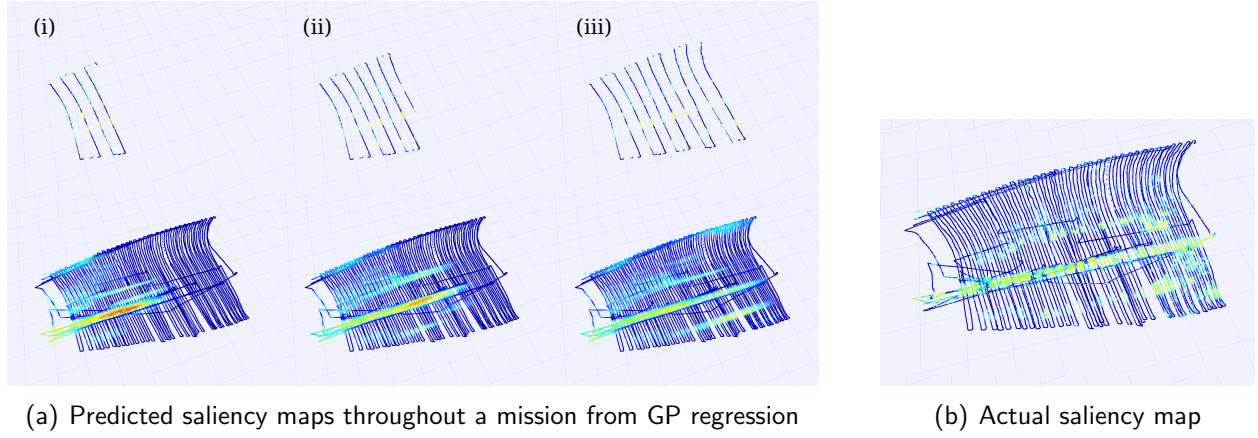 (i) (ii) (iii)
(a) Predicted saliency maps throughout a mission from GP regression
(b) Actual saliency map